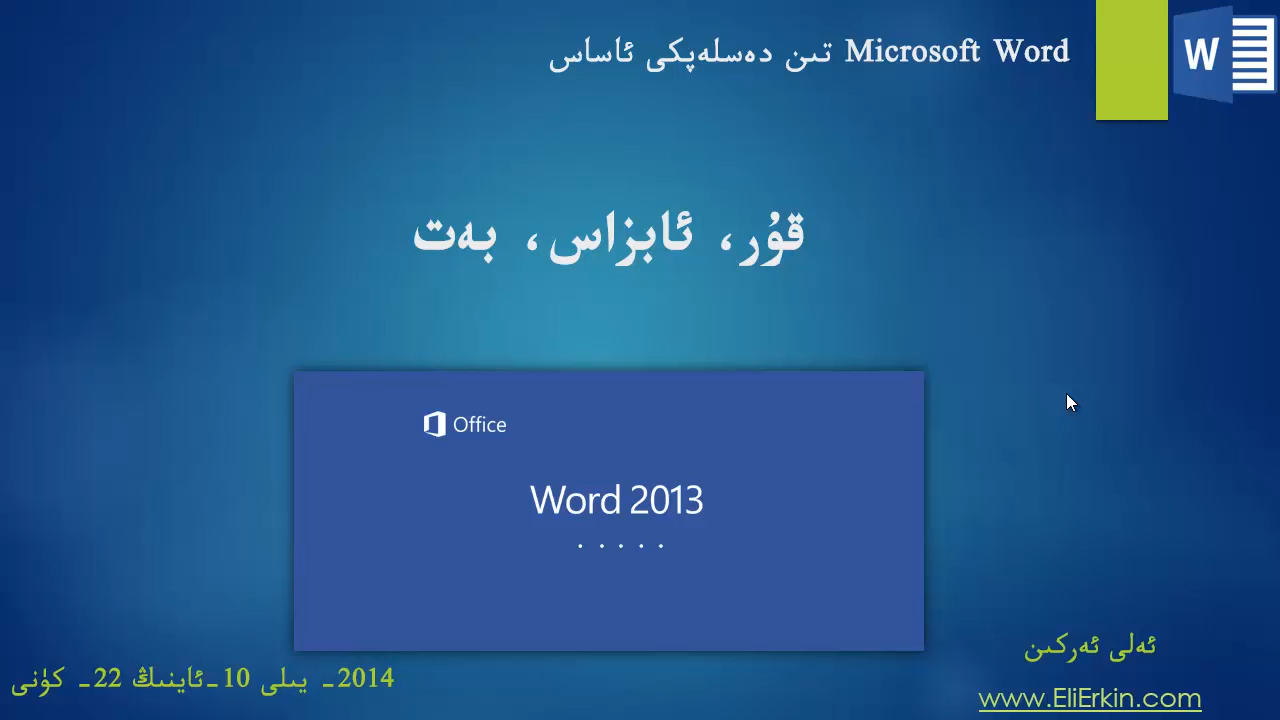 Microsoft Word تىن دەسلەپكى ئاساس
W
قۇر، ئابزاس، بەت
Office
Word 2013
ئەلى ئەركىن
2014- يىلى 10-ئاينىڭ 22- كۈنى
www.EliErkin.com